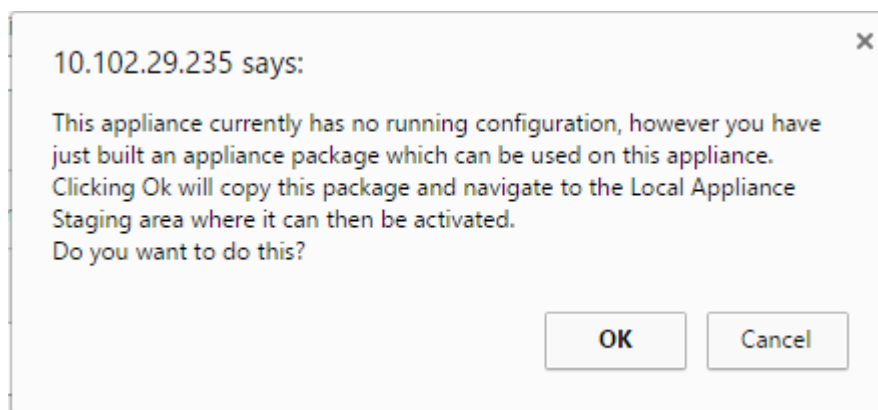 10.102.29.235 says:
This appliance currently has no running configuration, however you have
just built an appliance package which can be used on this appliance.
Clicking Ok will copy this package and navigate to the Local Appliance
Staging area where it can then be activated.
Do you want to do this?
OK Cancel